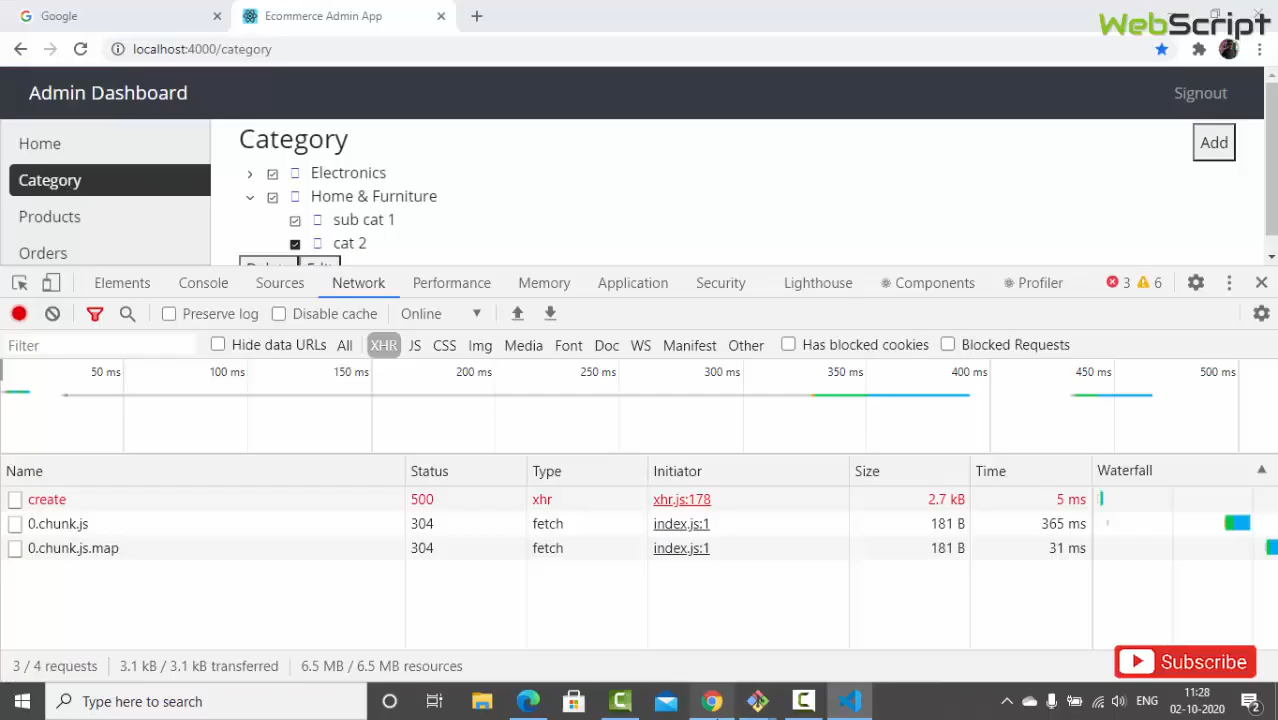 Google
Ecommerce Admin App
WebScript
localhost:4000/category
Admin Dashboard
Signout
Home
Category
Products
Orders
Category
Add
Electronics
Home & Furniture
sub cat 1
cat 2
Elements Console Sources Network Performance Memory Application Security Lighthouse Components Profiler 3 6
Preserve log Disable cache Online
Filter Hide data URLs All XHR JS CSS Img Media Font Doc WS Manifest Other Has blocked cookies Blocked Requests
50 ms 100 ms 150 ms 200 ms 250 ms 300 ms 350 ms 400 ms 450 ms 500 ms
Name Status Type Initiator Size Time Waterfall
create 500 xhr xhr.js:178 2.7 kB 5 ms
0.chunk.js 304 fetch index.js:1 181 B 365 ms
0.chunk.js.map 304 fetch index.js:1 181 B 31 ms
3 / 4 requests 3.1 kB / 3.1 kB transferred 6.5 MB / 6.5 MB resources
Subscribe
Type here to search
ENG
11:28
02-10-2020
2